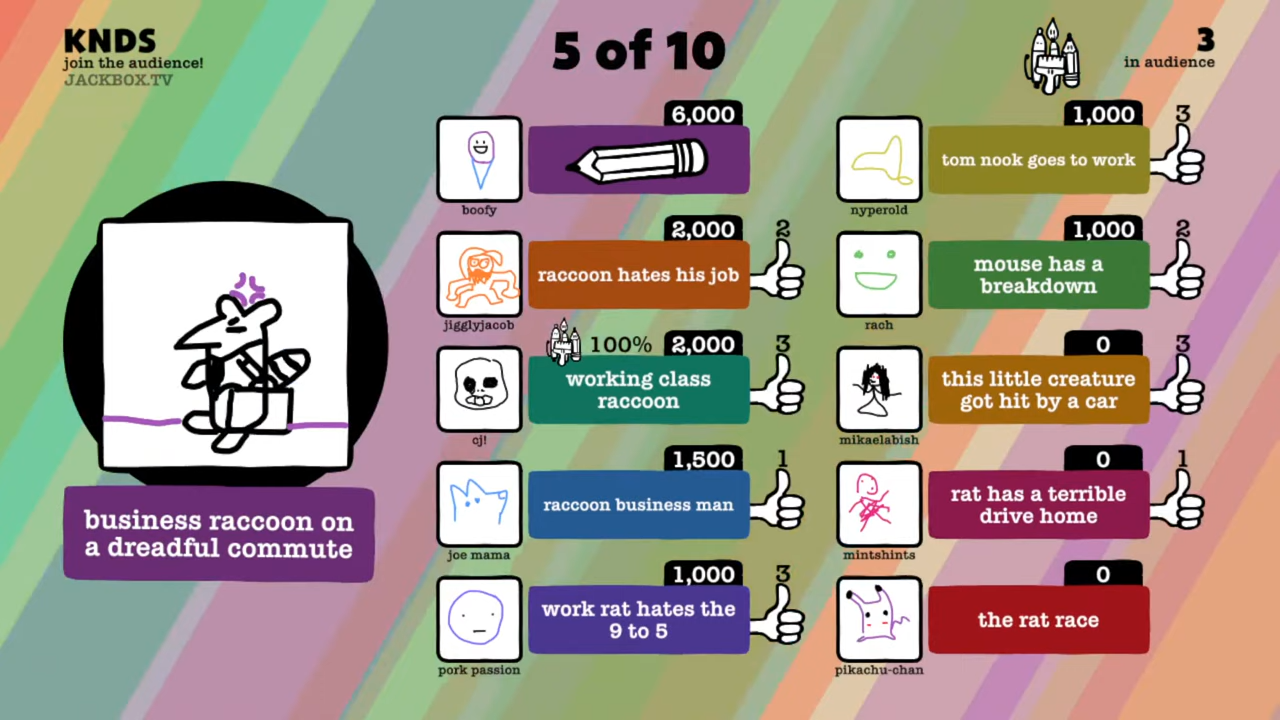 KNDS
join the audience!
JACKBOX.TV
5 of 10
3
in audience
business raccoon on
a dreadful commute
6,000
boofy
2,000
2
raccoon hates his job
jigglyjacob
100%
2,000
3
working class
raccoon
cj!
1,500
1
raccoon business man
joe mama
1,000
3
work rat hates the
9 to 5
pork passion
1,000
3
tom nook goes to work
nyperold
1,000
2
mouse has a
breakdown
rach
0
3
this little creature
got hit by a car
mikaelabish
0
1
rat has a terrible
drive home
mintshints
0
the rat race
pikachu-chan